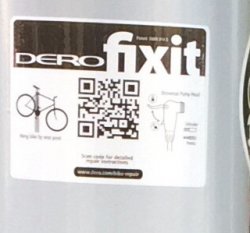 DERO fixit
Hang bike by seat post
Universal Pump Head
Scan code for detailed
repair instructions
www.dero.com/bike-repair